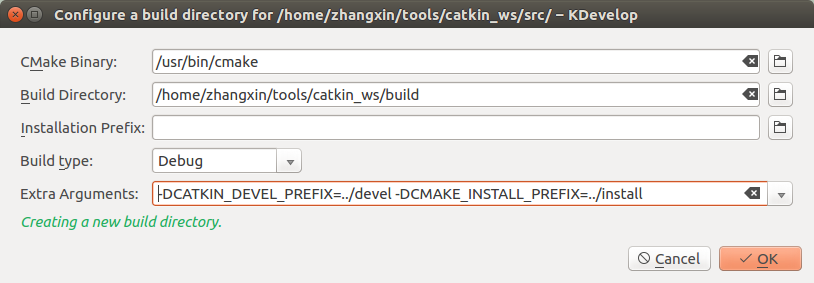 Configure a build directory for /home/zhangxin/tools/catkin_ws/src/ – KDevelop
CMake Binary: /usr/bin/cmake
Build Directory: /home/zhangxin/tools/catkin_ws/build
Installation Prefix:
Build type: Debug
Extra Arguments: -DCATKIN_DEVEL_PREFIX=../devel -DCMAKE_INSTALL_PREFIX=../install
Creating a new build directory.
Cancel OK